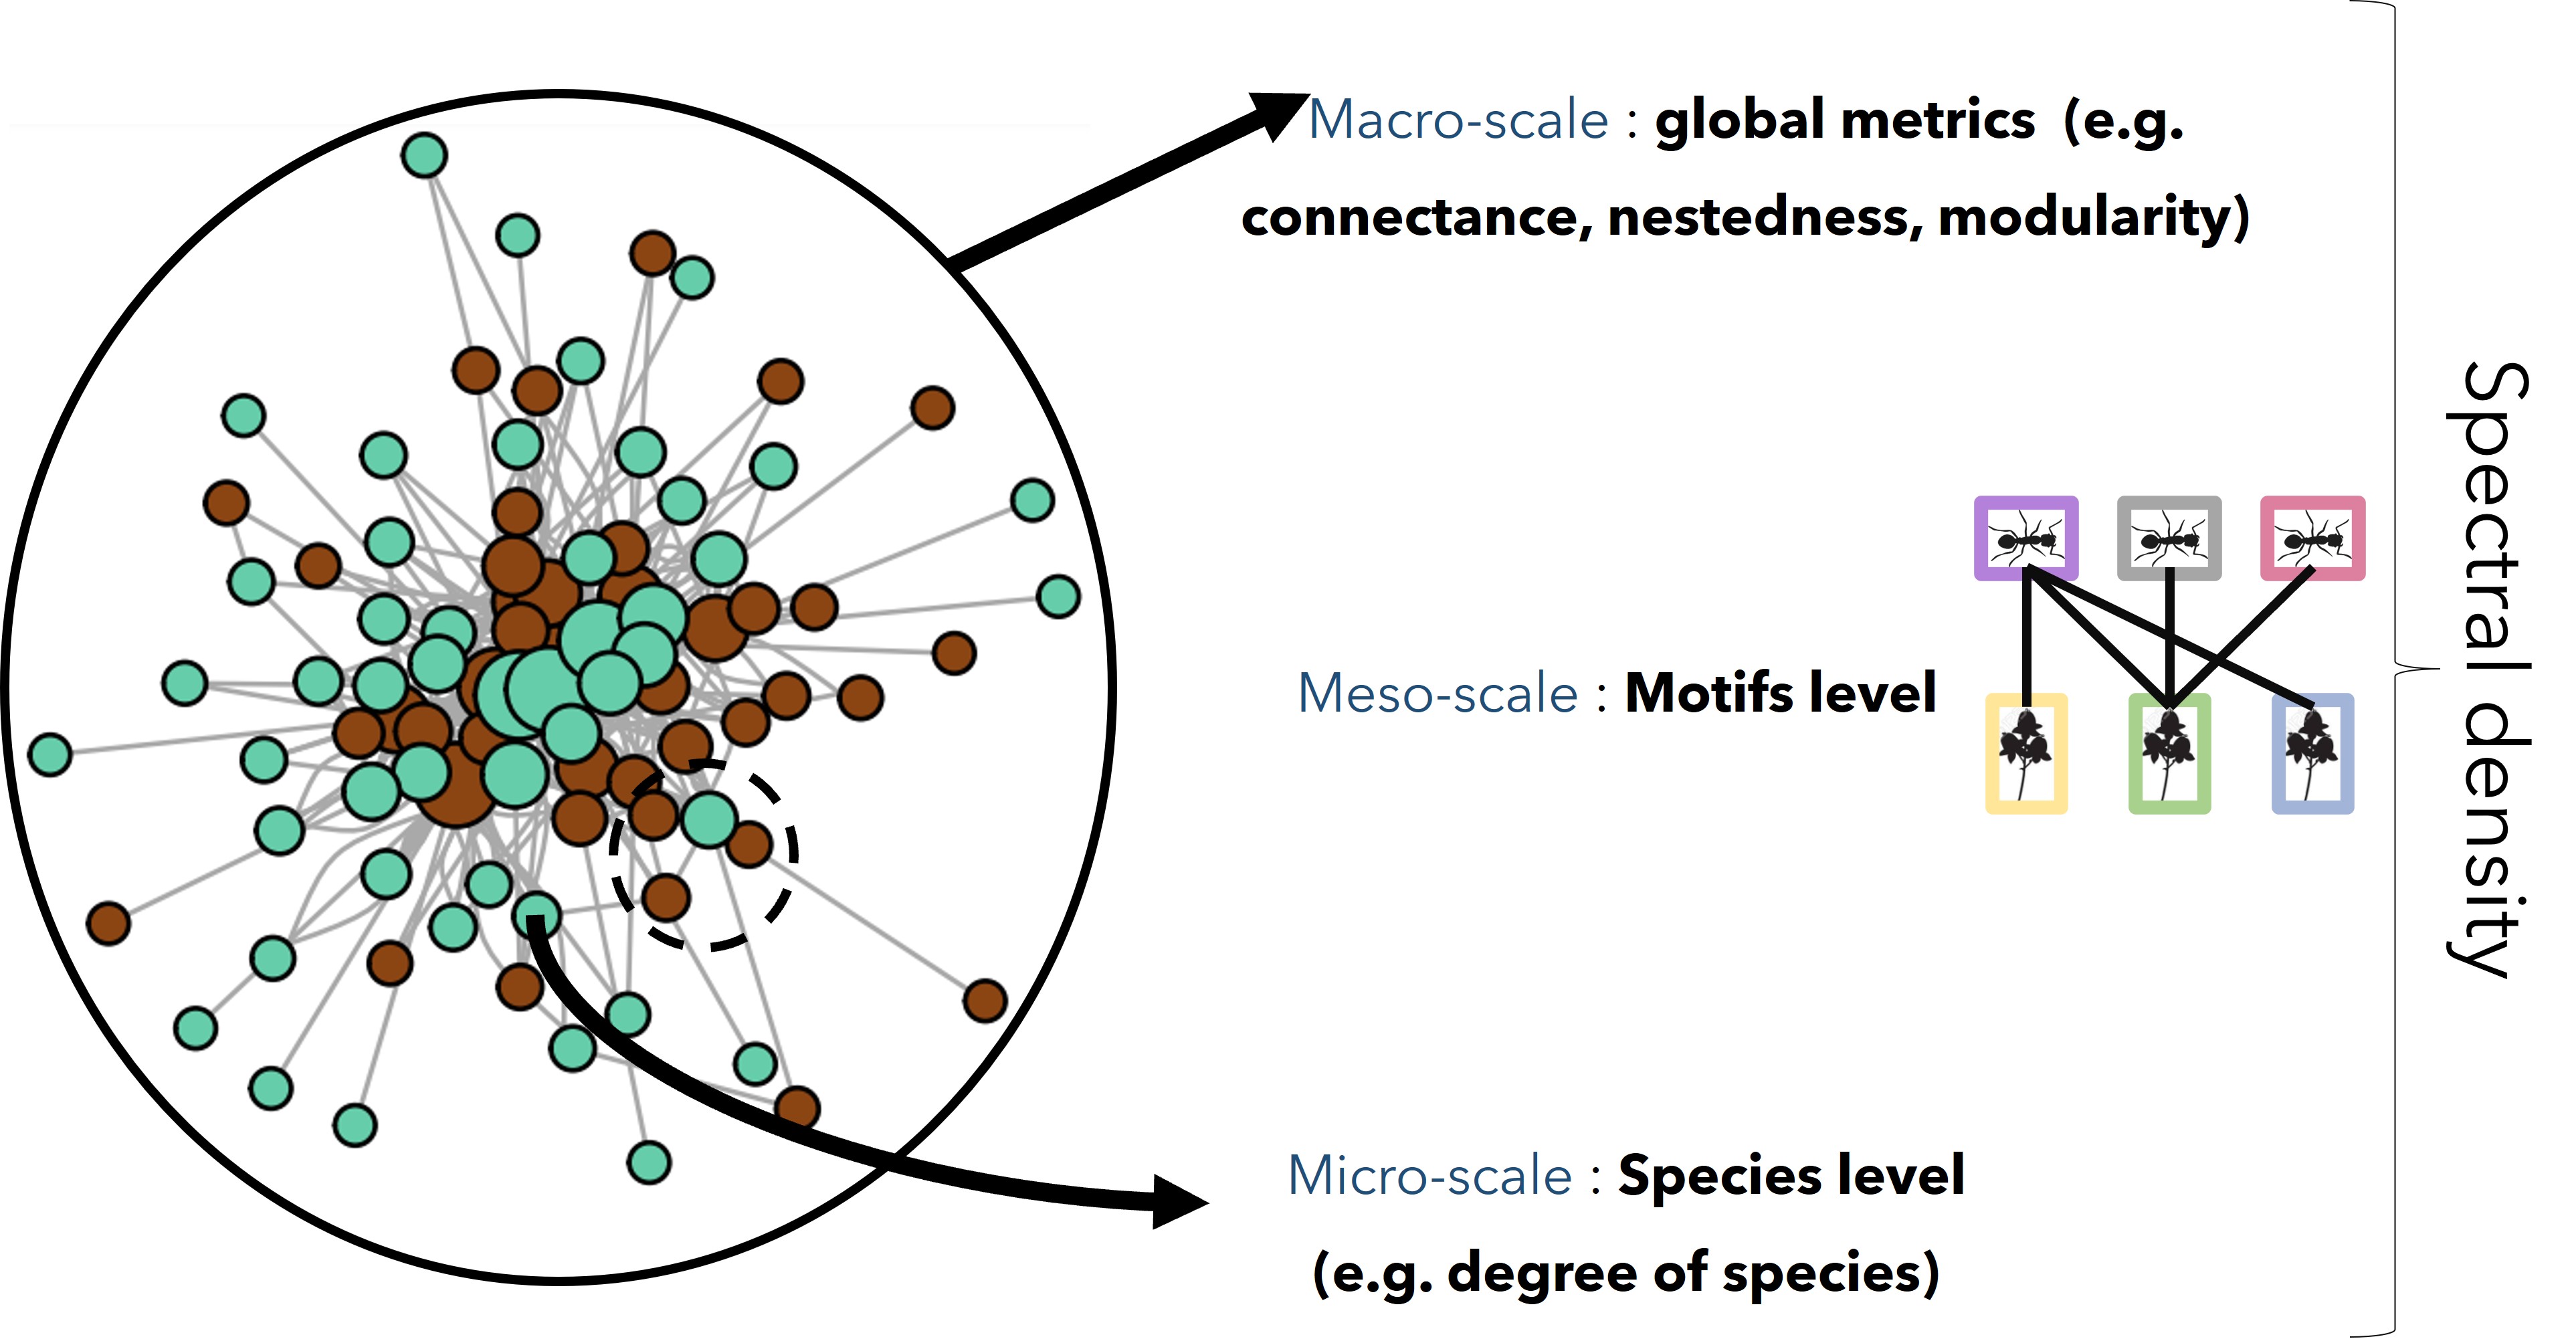 Macro-scale : global metrics (e.g.
connectance, nestedness, modularity)
Meso-scale : Motifs level
Micro-scale : Species level
(e.g. degree of species)
Spectral density